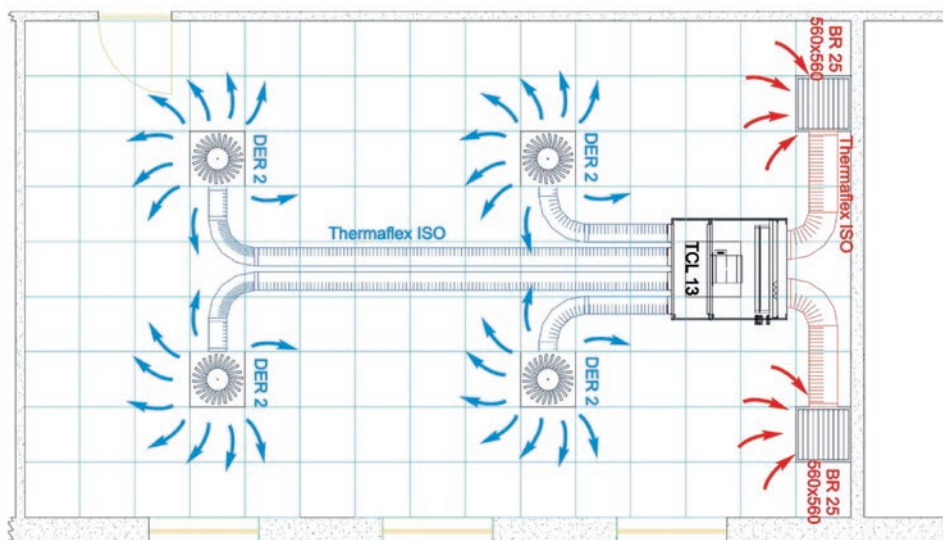 BR 25
560x560
DER 2
DER 2
Thermaflex ISO
Thermaflex ISO
TCL 13
DER 2
DER 2
BR 25
560x560